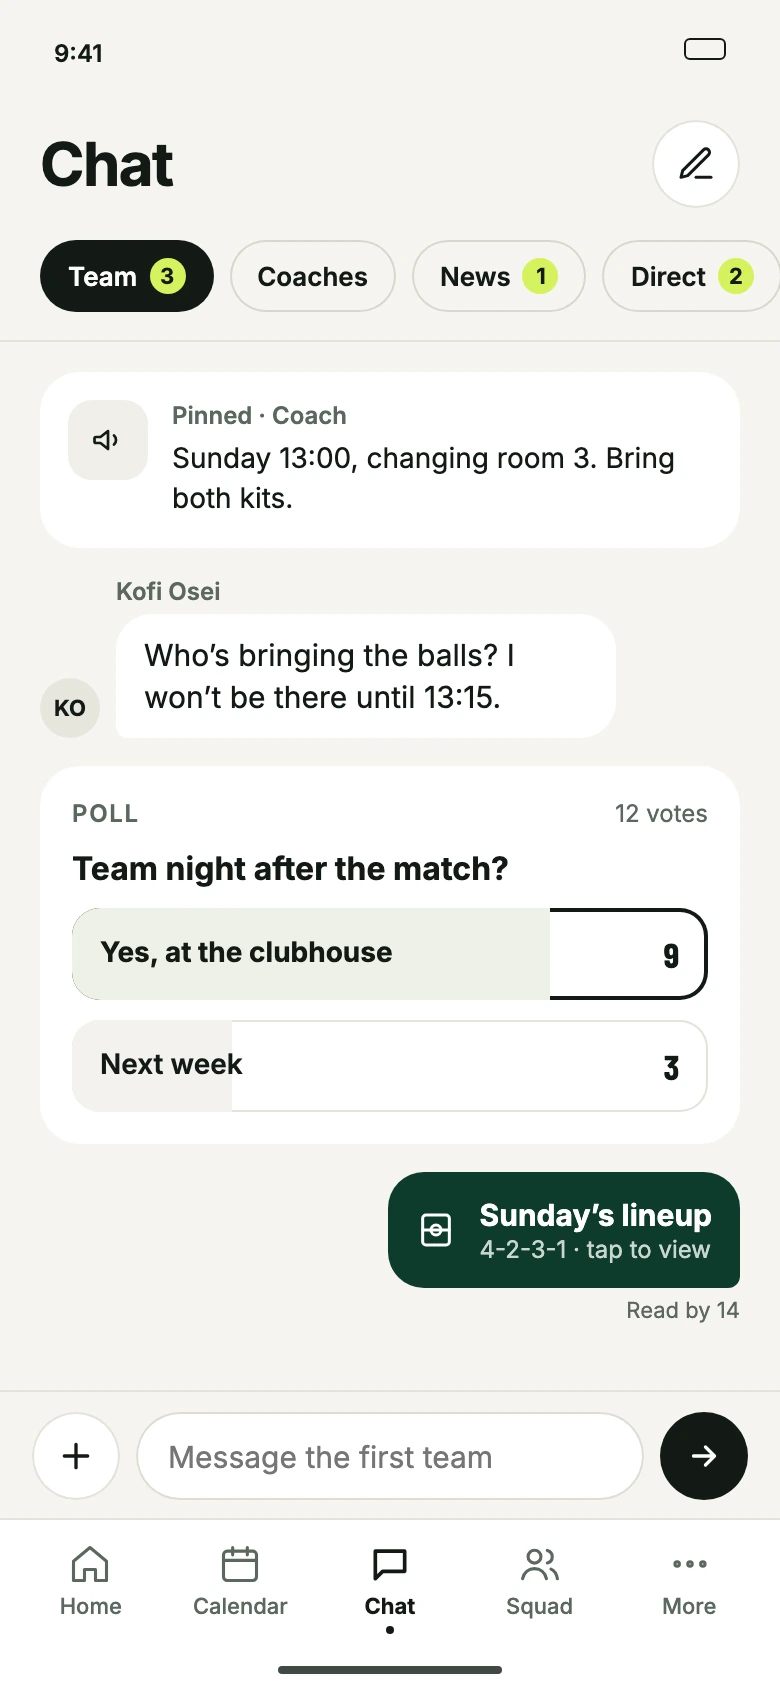 9:41
Chat
Team 3
Coaches
News 1
Direct 2
Pinned · Coach
Sunday 13:00, changing room 3. Bring
both kits.
Kofi Osei
Who’s bringing the balls? I
won’t be there until 13:15.
KO
POLL
12 votes
Team night after the match?
Yes, at the clubhouse
9
Next week
3
Sunday’s lineup
4-2-3-1 · tap to view
Read by 14
Message the first team
Home
Calendar
Chat
Squad
More